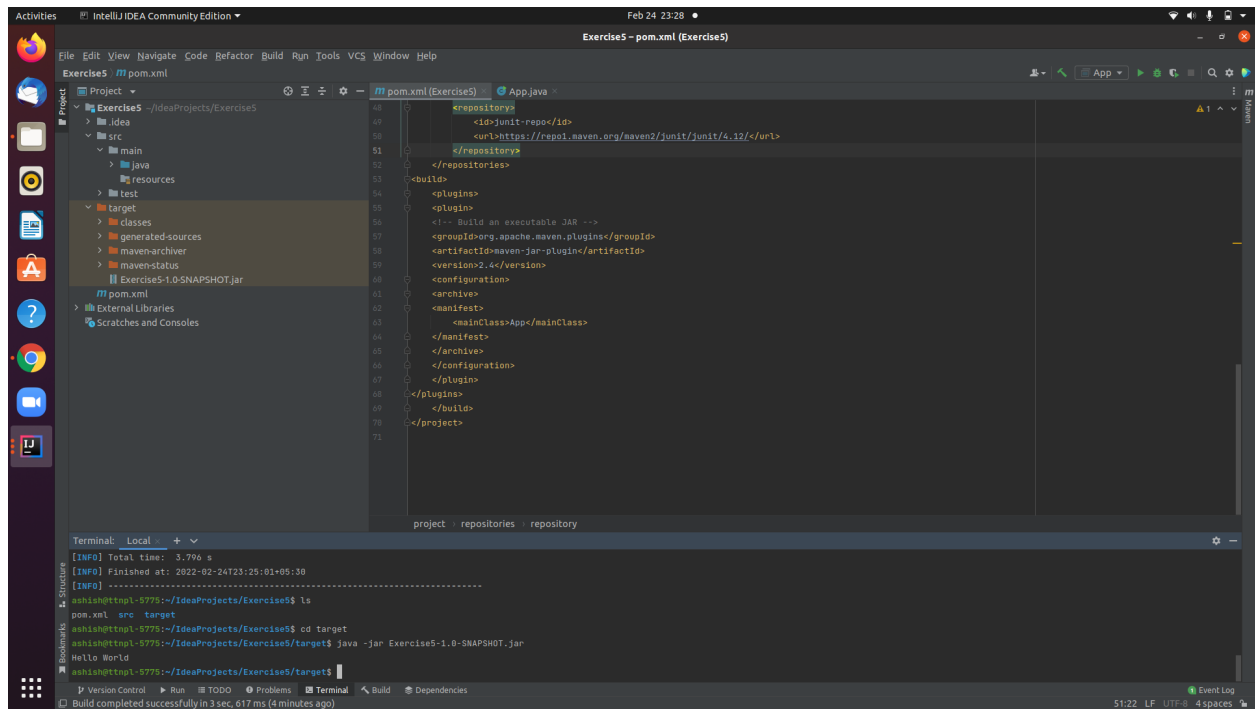 Activities IntelliJ IDEA Community Edition Feb 24 23:28
Exercise5 – pom.xml (Exercise5)
File Edit View Navigate Code Refactor Build Run Tools VCS Window Help
Exercise5 pom.xml App
Project pom.xml (Exercise5) App.java
Exercise5 ~/IdeaProjects/Exercise5
.idea
src
main
java
resources
test
target
classes
generated-sources
maven-archiver
maven-status
Exercise5-1.0-SNAPSHOT.jar
pom.xml
External Libraries
Scratches and Consoles
48 <repository>
49 <id>junit-repo</id>
50 <url>https://repo1.maven.org/maven2/junit/junit/4.12/</url>
51 </repository>
52 </repositories>
53 <build>
54 <plugins>
55 <plugin>
56 <!-- Build an executable JAR -->
57 <groupId>org.apache.maven.plugins</groupId>
58 <artifactId>maven-jar-plugin</artifactId>
59 <version>2.4</version>
60 <configuration>
61 <archive>
62 <manifest>
63 <mainClass>App</mainClass>
64 </manifest>
65 </archive>
66 </configuration>
67 </plugin>
68 </plugins>
69 </build>
70 </project>
71
1
Maven
project repositories repository
Project
Structure
Bookmarks
Terminal: Local
[INFO] Total time: 3.796 s
[INFO] Finished at: 2022-02-24T23:25:01+05:30
[INFO] ------------------------------------------------------------------------
ashish@ttnpl-5775:~/IdeaProjects/Exercise5$ ls
pom.xml src target
ashish@ttnpl-5775:~/IdeaProjects/Exercise5$ cd target
ashish@ttnpl-5775:~/IdeaProjects/Exercise5/target$ java -jar Exercise5-1.0-SNAPSHOT.jar
Hello World
ashish@ttnpl-5775:~/IdeaProjects/Exercise5/target$
Version Control Run TODO Problems Terminal Build Dependencies 1 Event Log
Build completed successfully in 3 sec, 617 ms (4 minutes ago) 51:22 LF UTF-8 4 spaces